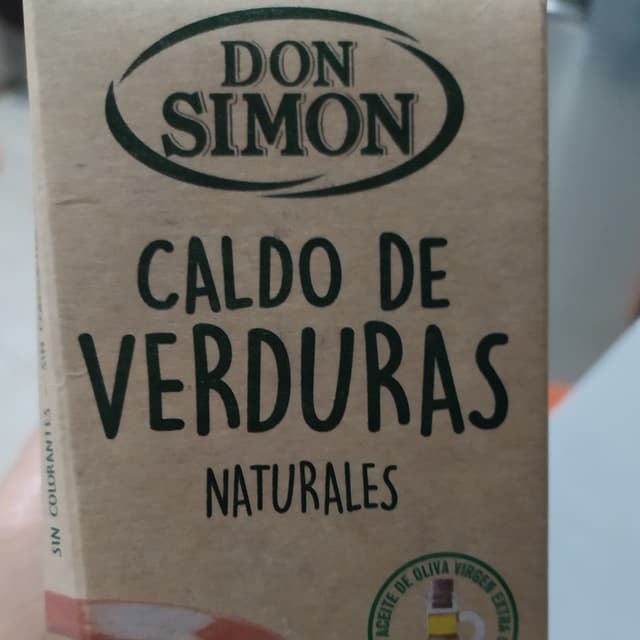 DON
SIMON
CALDO DE
VERDURAS
NATURALES
SIN COLORANTES
ACEITE DE OLIVA VIRGEN EXTRA